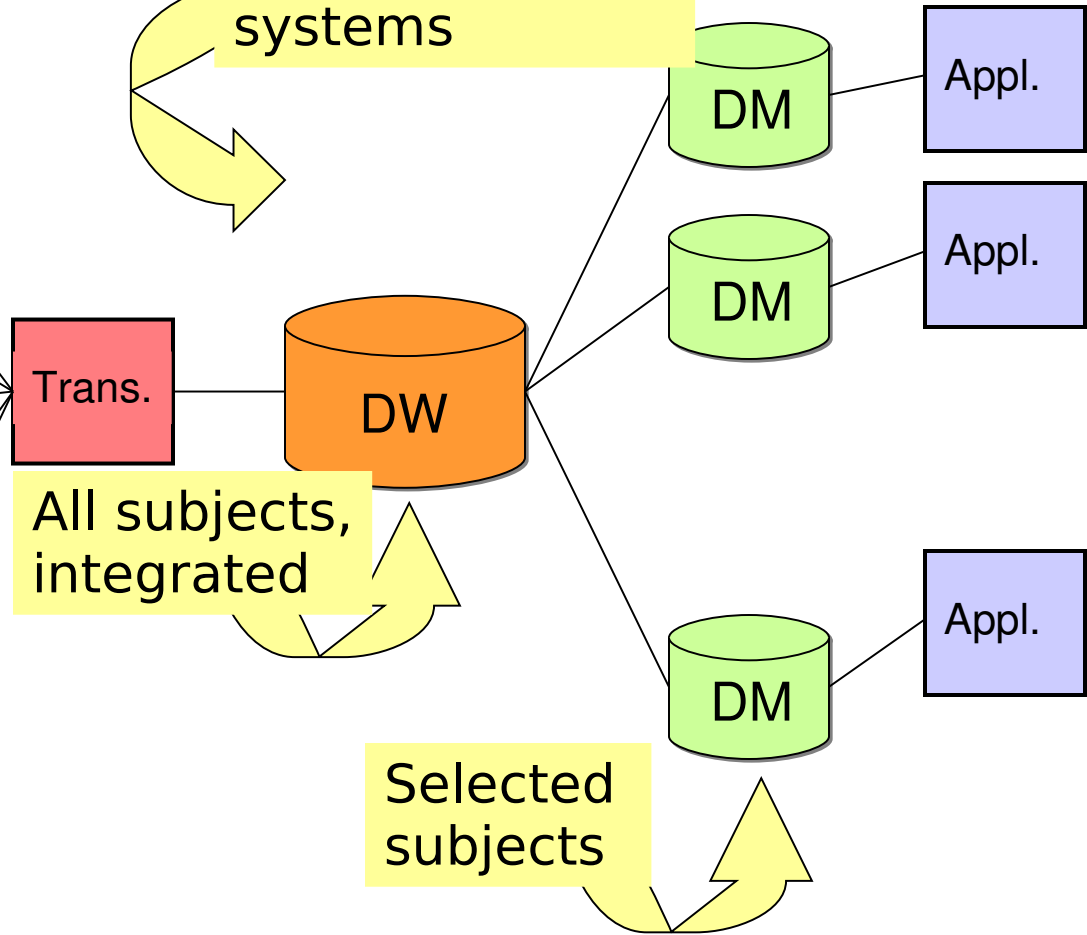 systems
DM
Appl.
DM
Appl.
Trans.
DW
All subjects,
integrated
DM
Appl.
Selected
subjects